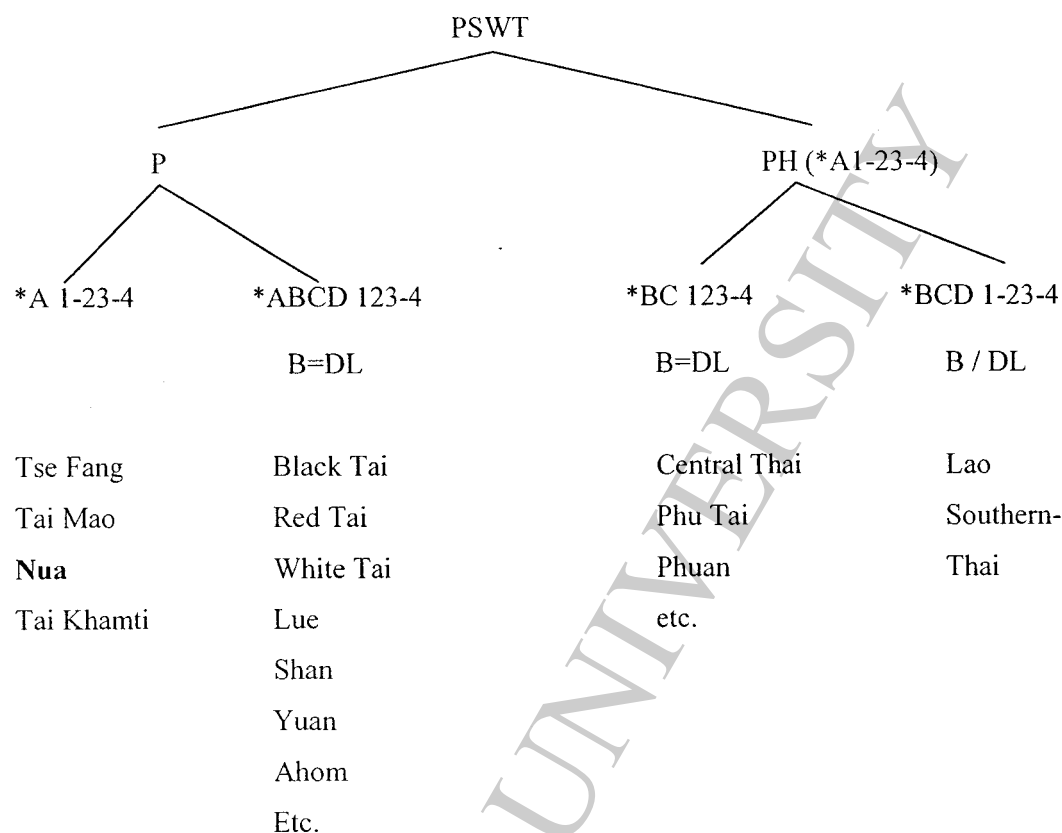 PSWT
P PH (*A1-23-4)
*A 1-23-4 *ABCD 123-4 *BC 123-4 *BCD 1-23-4
B=DL B=DL B / DL
Tse Fang Black Tai Central Thai Lao
Tai Mao Red Tai Phu Tai Southern-
Nua White Tai Phuan Thai
Tai Khamti Lue etc.
Shan
Yuan
Ahom
Etc.
UNIVERSITY